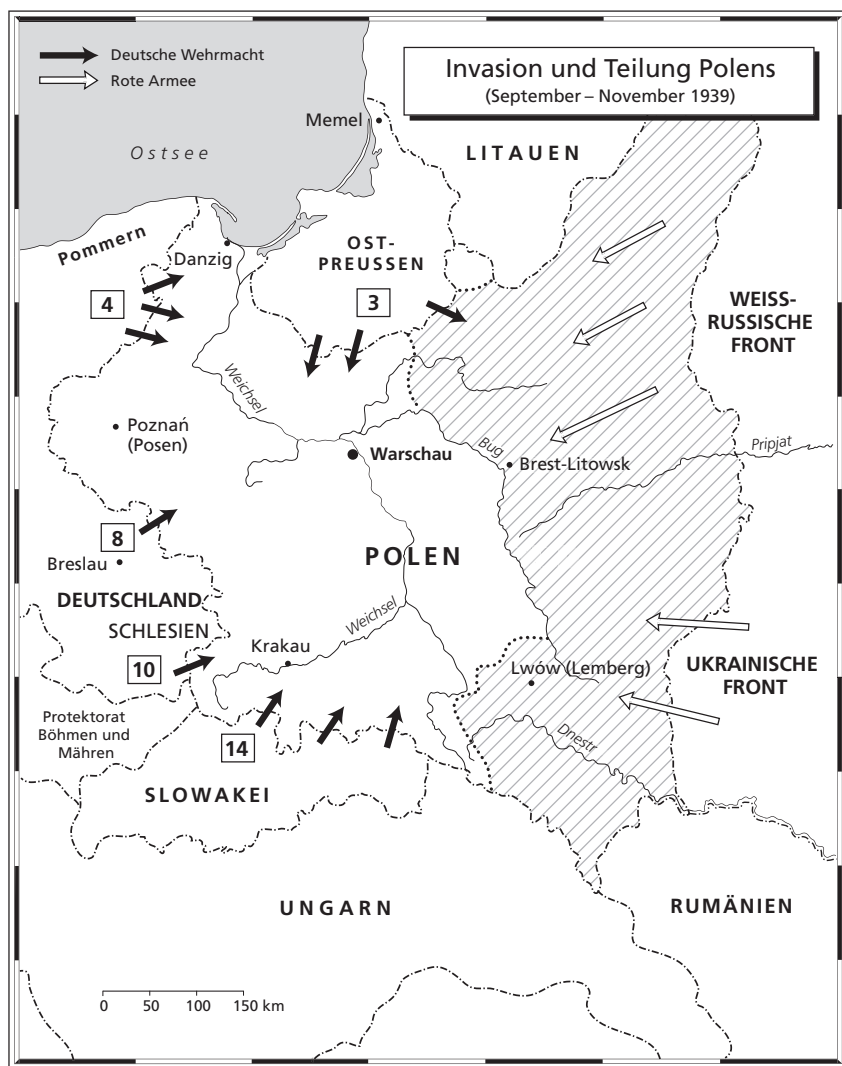 Deutsche Wehrmacht
Rote Armee
Invasion und Teilung Polens
(September – November 1939)
Memel
Ostsee
LITAUEN
Pommern
Danzig
OST-
PREUSSEN
4
3
WEISS-
RUSSISCHE
FRONT
Weichsel
Poznań
(Posen)
Warschau
Bug
Brest-Litowsk
Pripjat
8
Breslau
POLEN
DEUTSCHLAND
SCHLESIEN
Weichsel
Krakau
10
Lwów (Lemberg)
UKRAINISCHE
FRONT
Protektorat
Böhmen und
Mähren
14
Dnestr
SLOWAKEI
UNGARN
RUMÄNIEN
0 50 100 150 km